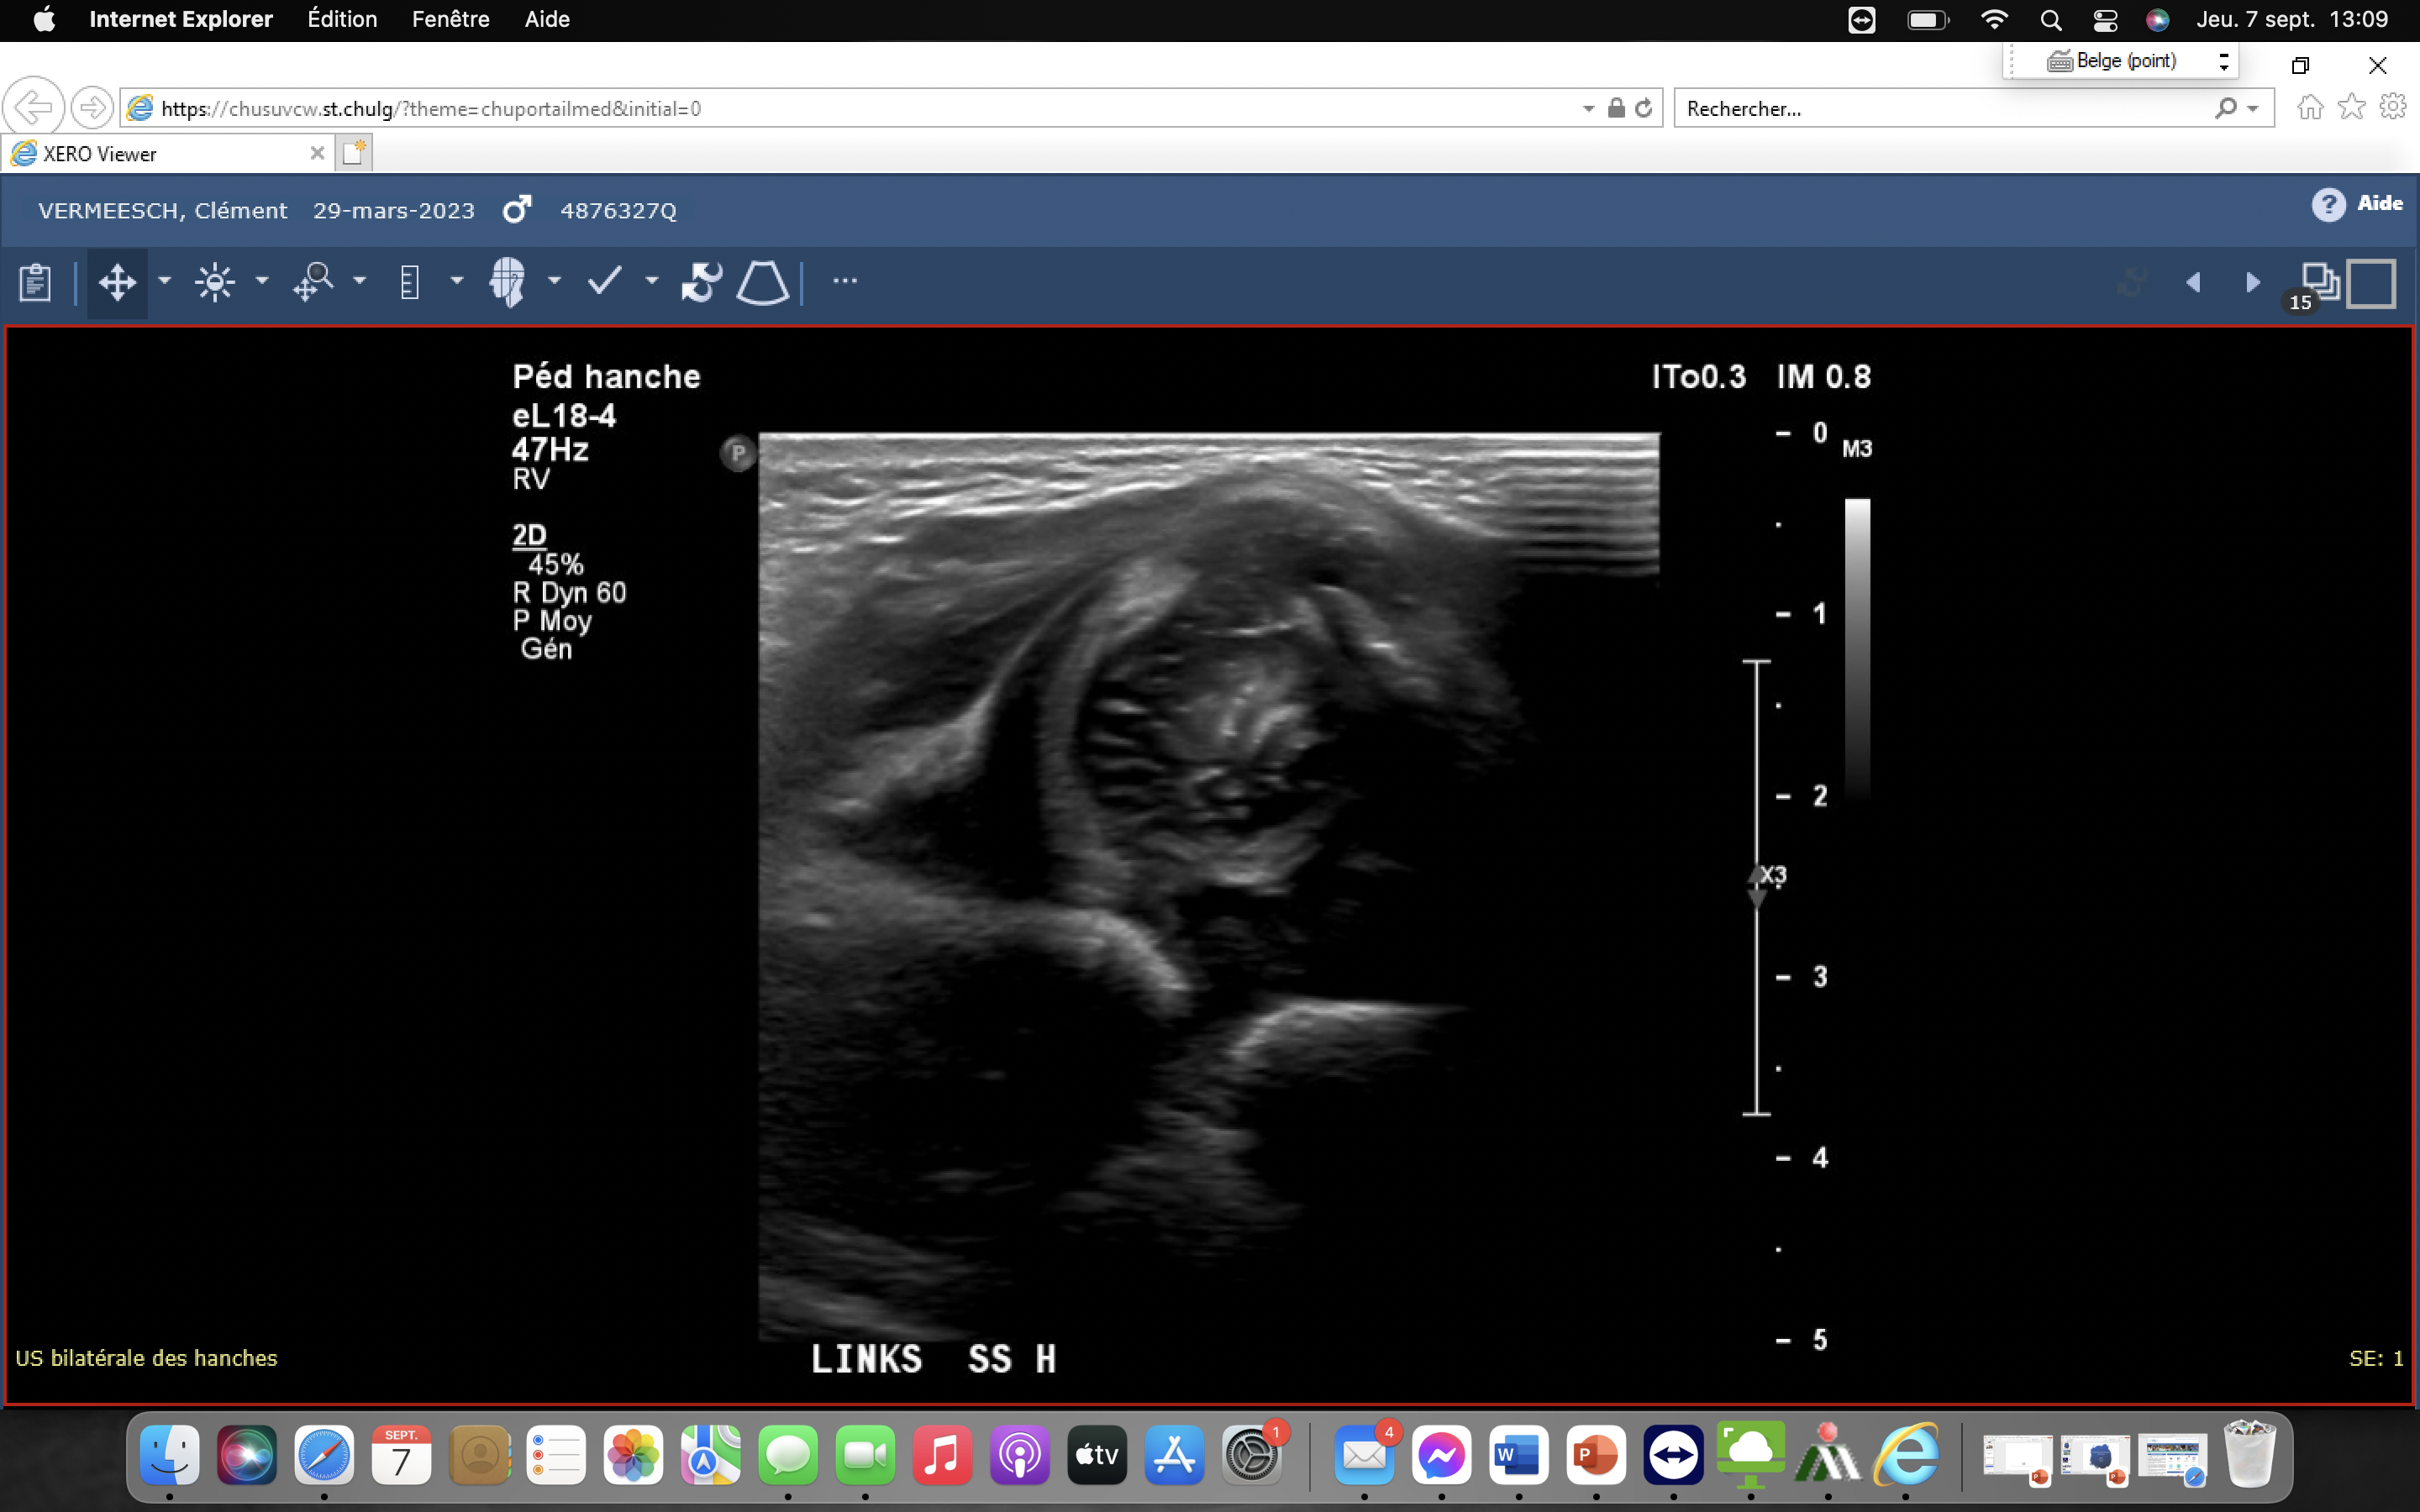 Internet Explorer Édition Fenêtre Aide Jeu. 7 sept. 13:09
Belge (point)
https://chusuvcw.st.chulg/?theme=chuportailmed&initial=0 Rechercher...
XERO Viewer
VERMEESCH, Clément 29-mars-2023 4876327Q Aide
15
Péd hanche ITo0.3 IM 0.8
eL18-4
47Hz
RV
P
0
M3
2D
45%
R Dyn 60
P Moy
Gén
1
2
X3
3
4
5
LINKS SS H
US bilatérale des hanches SE: 1
SEPT.
7
tv
1
4
W
P